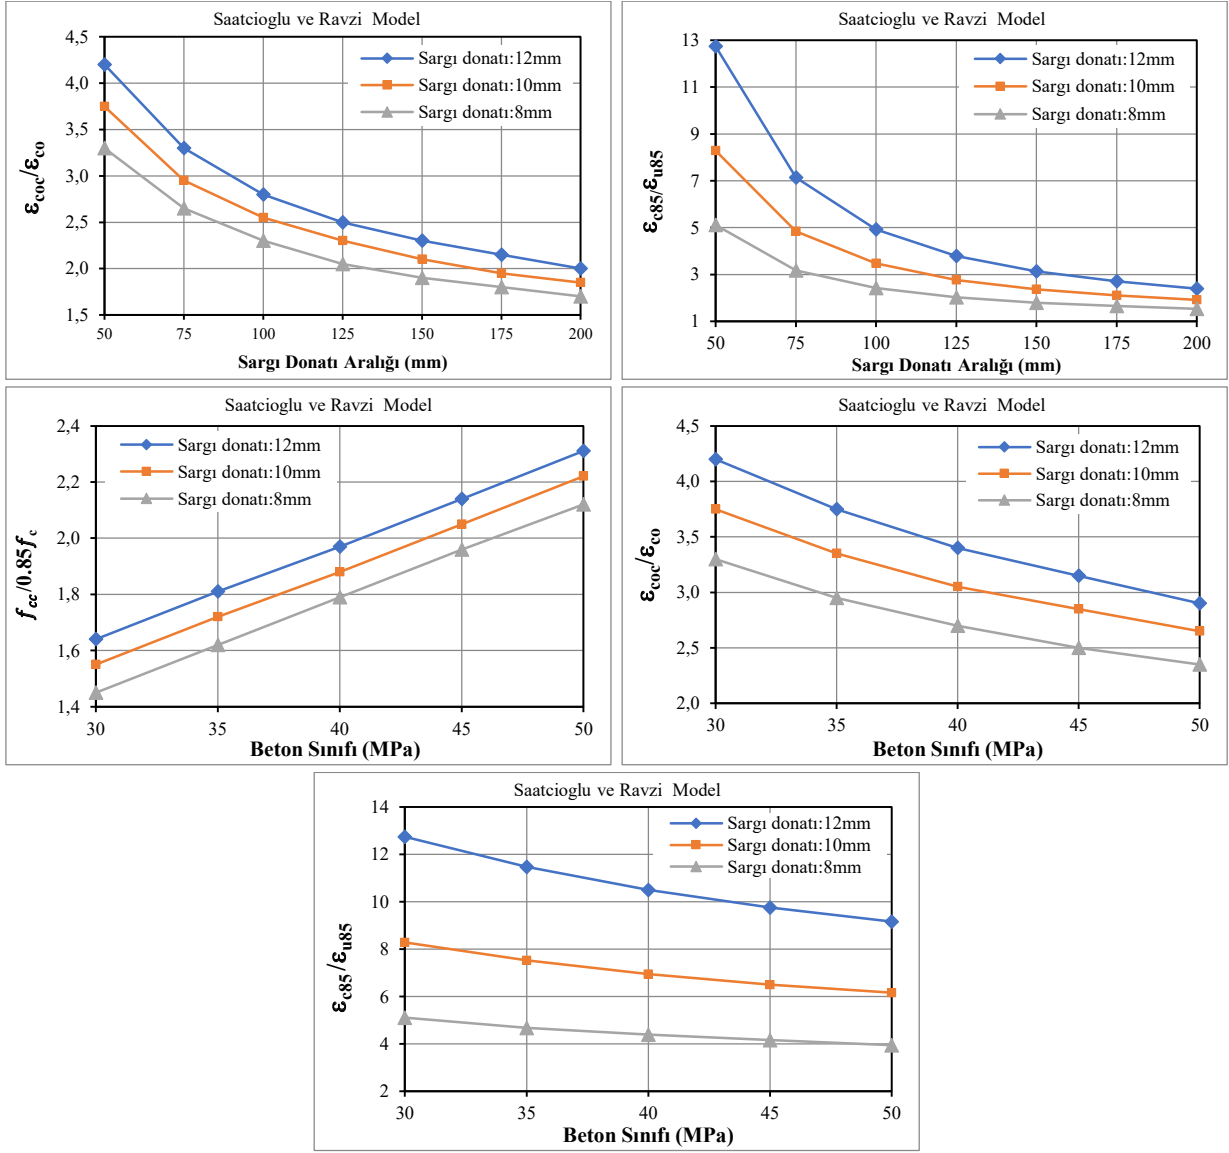 Saatcioglu ve Ravzi Model
4,5
4,0
3,5
3,0
2,5
2,0
1,5
εcoc/εco
Sargı donatı:12mm
Sargı donatı:10mm
Sargı donatı:8mm
50 75 100 125 150 175 200
Sargı Donatı Aralığı (mm)
Saatcioglu ve Ravzi Model
13
11
9
7
5
3
1
εc85/εu85
Sargı donatı:12mm
Sargı donatı:10mm
Sargı donatı:8mm
50 75 100 125 150 175 200
Sargı Donatı Aralığı (mm)
Saatcioglu ve Ravzi Model
2,4
2,2
2,0
1,8
1,6
1,4
fcc/0.85fc
Sargı donatı:12mm
Sargı donatı:10mm
Sargı donatı:8mm
30 35 40 45 50
Beton Sınıfı (MPa)
Saatcioglu ve Ravzi Model
4,5
4,0
3,5
3,0
2,5
2,0
εcoc/εco
Sargı donatı:12mm
Sargı donatı:10mm
Sargı donatı:8mm
30 35 40 45 50
Beton Sınıfı (MPa)
Saatcioglu ve Ravzi Model
14
12
10
8
6
4
2
εc85/εu85
Sargı donatı:12mm
Sargı donatı:10mm
Sargı donatı:8mm
30 35 40 45 50
Beton Sınıfı (MPa)